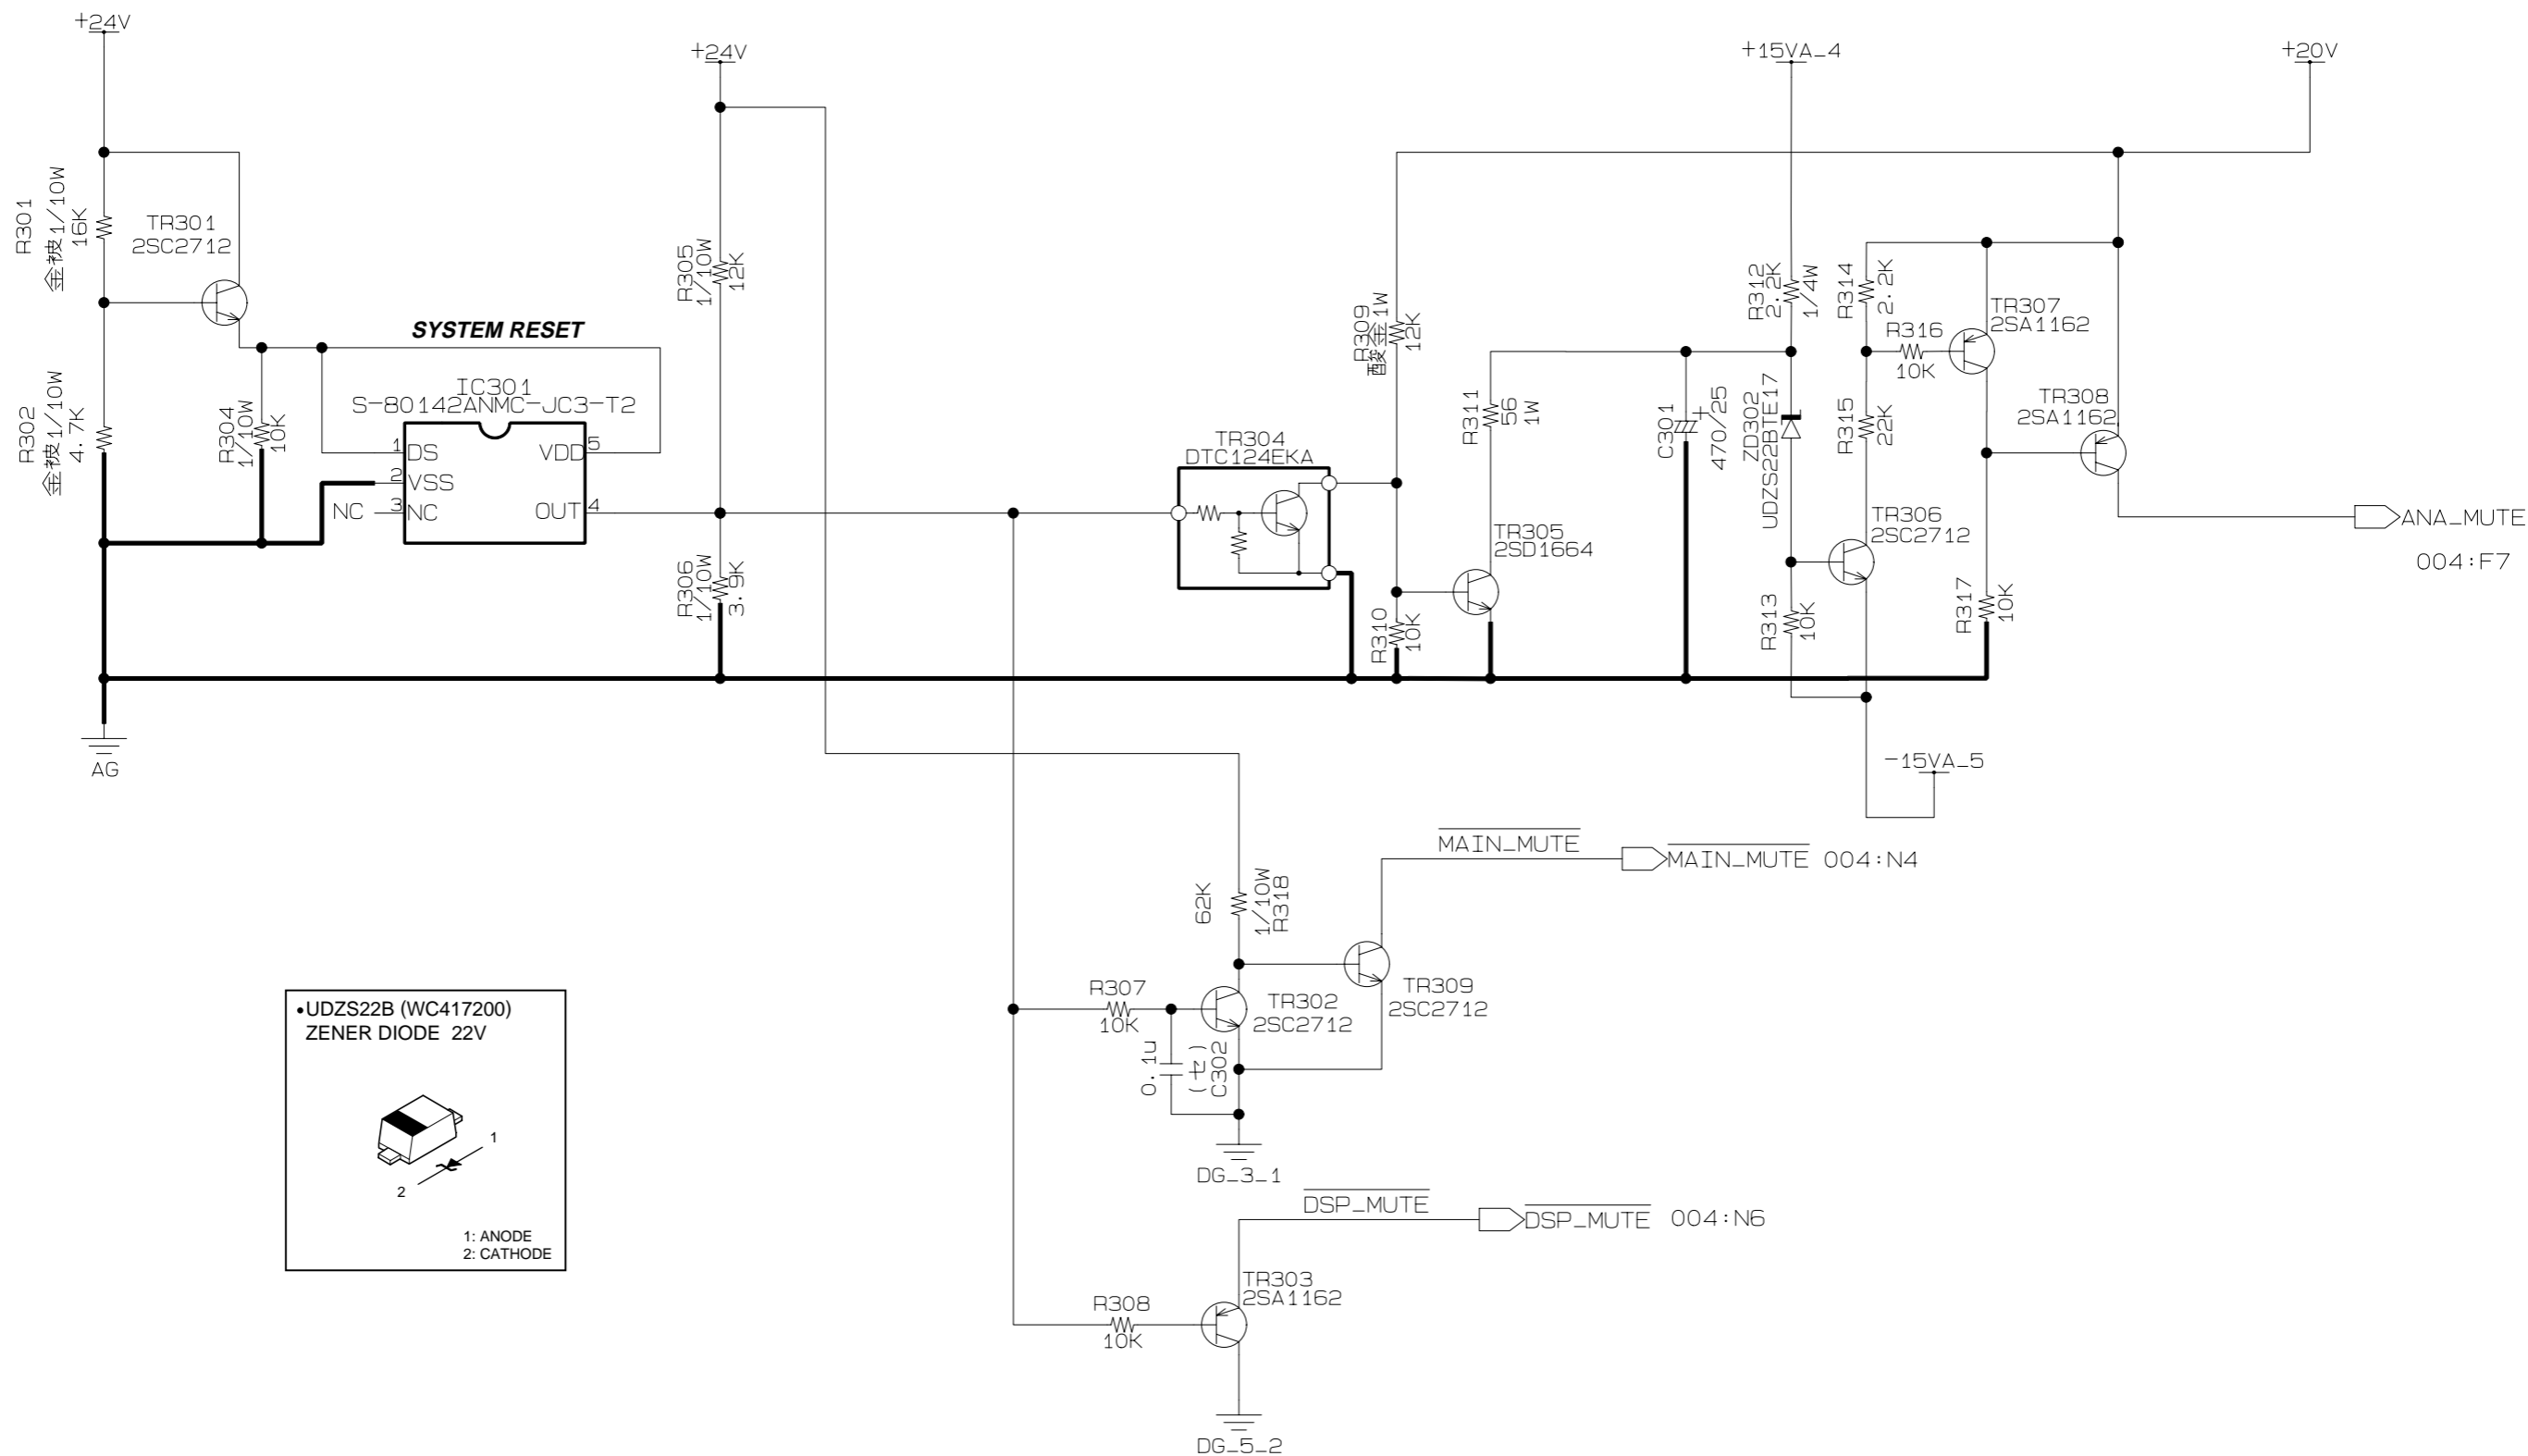 +24V
+24V
+15VA_4
+20V
R301
金被1/10W
16K
TR301
2SC2712
R305
1/10W
12K
SYSTEM RESET
IC301
S-80142ANMC-JC3-T2
R302
金被1/10W
4.7K
R304
1/10W
10K
1
DS
VDD
5
2
VSS
NC
3
NC
OUT
4
R306
1/10W
3.9K
AG
TR304
DTC124EKA
R309
酸金1W
12K
R310
10K
R311
56
1W
TR305
2SD1664
C301
+
470/25
R312
2.2K
1/4W
ZD302
UDZS22BTE17
R313
10K
R314
2.2K
R316
10K
R315
22K
TR306
2SC2712
TR307
2SA1162
TR308
2SA1162
R317
10K
ANA_MUTE
004:F7
-15VA_5
MAIN_MUTE
MAIN_MUTE 004:N4
62K
1/10W
R318
R307
10K
TR302
2SC2712
TR309
2SC2712
0.1u
(セ)
C302
DG_3_1
DSP_MUTE
DSP_MUTE 004:N6
TR303
2SA1162
R308
10K
DG_5_2
•UDZS22B (WC417200)
ZENER DIODE 22V
1
2
1: ANODE
2: CATHODE